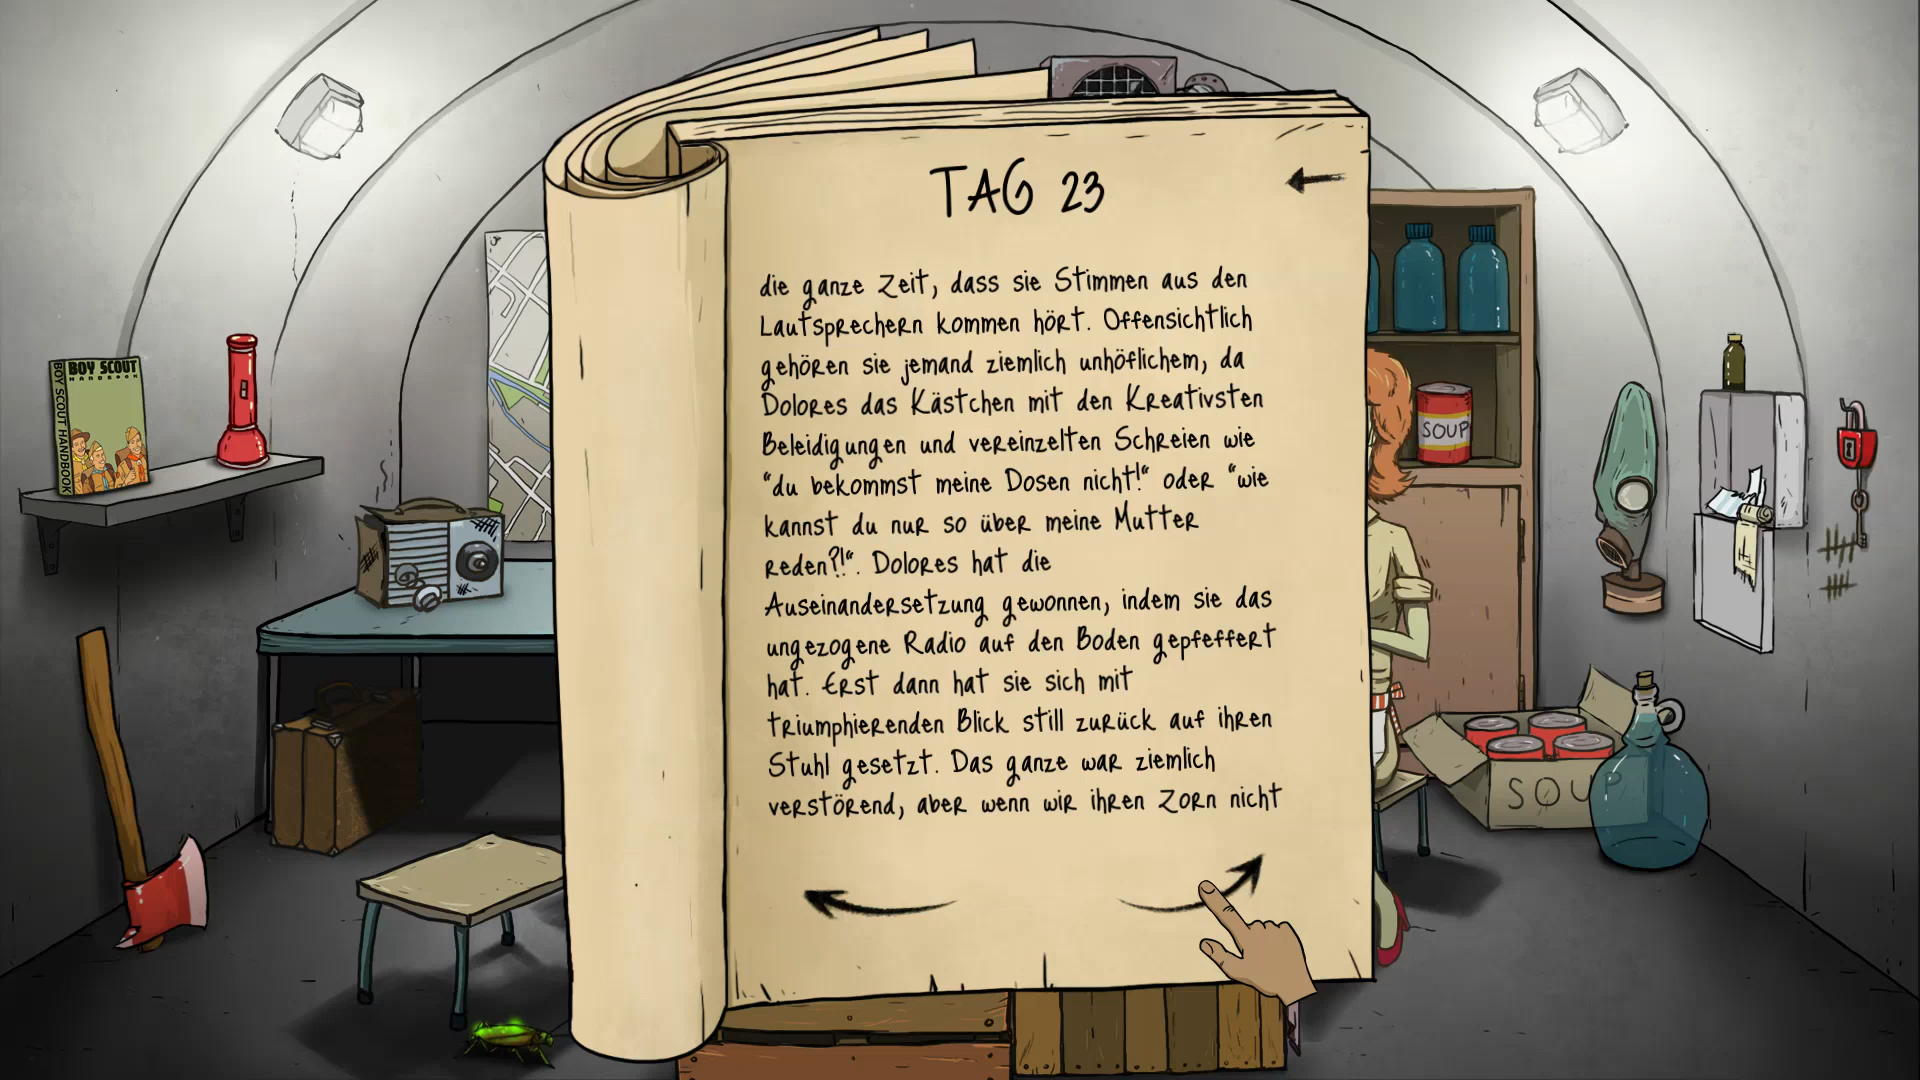 TAG 23
die ganze Zeit, dass sie Stimmen aus den
Lautsprechern kommen hört. Offensichtlich
gehören sie jemand ziemlich unhöflichem, da
Dolores das Kästchen mit den Kreativsten
Beleidigungen und vereinzelten Schreien wie
“du bekommst meine Dosen nicht!“ oder “wie
kannst du nur so über meine Mutter
reden?!“. Dolores hat die
Auseinandersetzung gewonnen, indem sie das
ungezogene Radio auf den Boden gepfeffert
hat. Erst dann hat sie sich mit
triumphierenden Blick still zurück auf ihren
Stuhl gesetzt. Das ganze war ziemlich
verstörend, aber wenn wir ihren Zorn nicht
BOY SCOUT
HANDBOOK
BOY SCOUT HANDBOOK
SOUP
SOUP